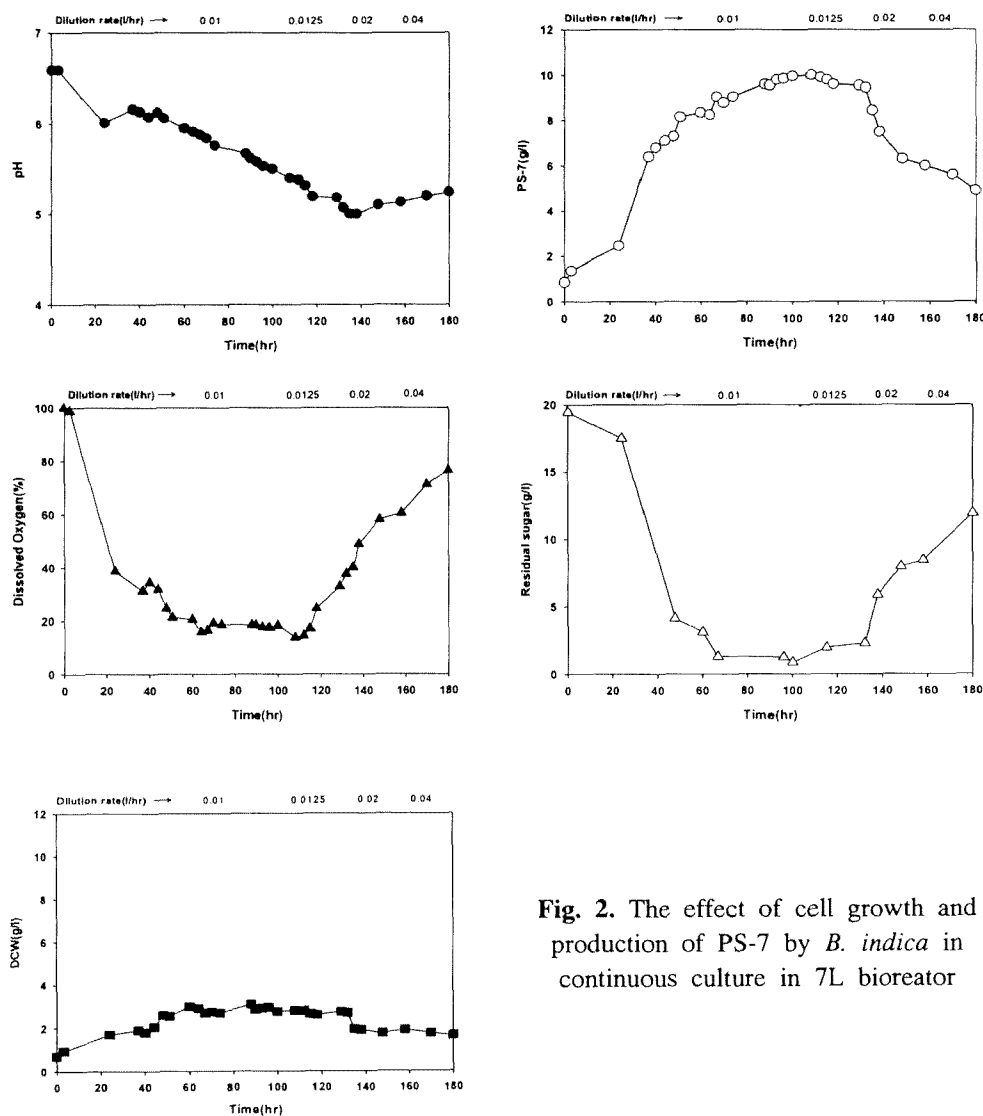 Dilution rate(l/hr) → 0.01 0.0125 0.02 0.04
7
6
5
4
pH
0 20 40 60 80 100 120 140 160 180
Time(hr)
Dilution rate(l/hr) → 0.01 0.0125 0.02 0.04
12
10
8
6
4
2
0
PS-7(g/l)
0 20 40 60 80 100 120 140 160 180
Time(hr)
Dilution rate(l/hr) → 0.01 0.0125 0.02 0.04
100
80
60
40
20
0
Dissolved Oxygen(%)
0 20 40 60 80 100 120 140 160 180
Time(hr)
Dilution rate(l/hr) → 0.01 0.0125 0.02 0.04
20
15
10
5
0
Residual sugar(g/l)
0 20 40 60 80 100 120 140 160 180
Time(hr)
Dilution rate(l/hr) → 0.01 0.0125 0.02 0.04
12
10
8
6
4
2
0
DCW(g/l)
0 20 40 60 80 100 120 140 160 180
Time(hr)
Fig. 2. The effect of cell growth and
production of PS-7 by B. indica in
continuous culture in 7L bioreator